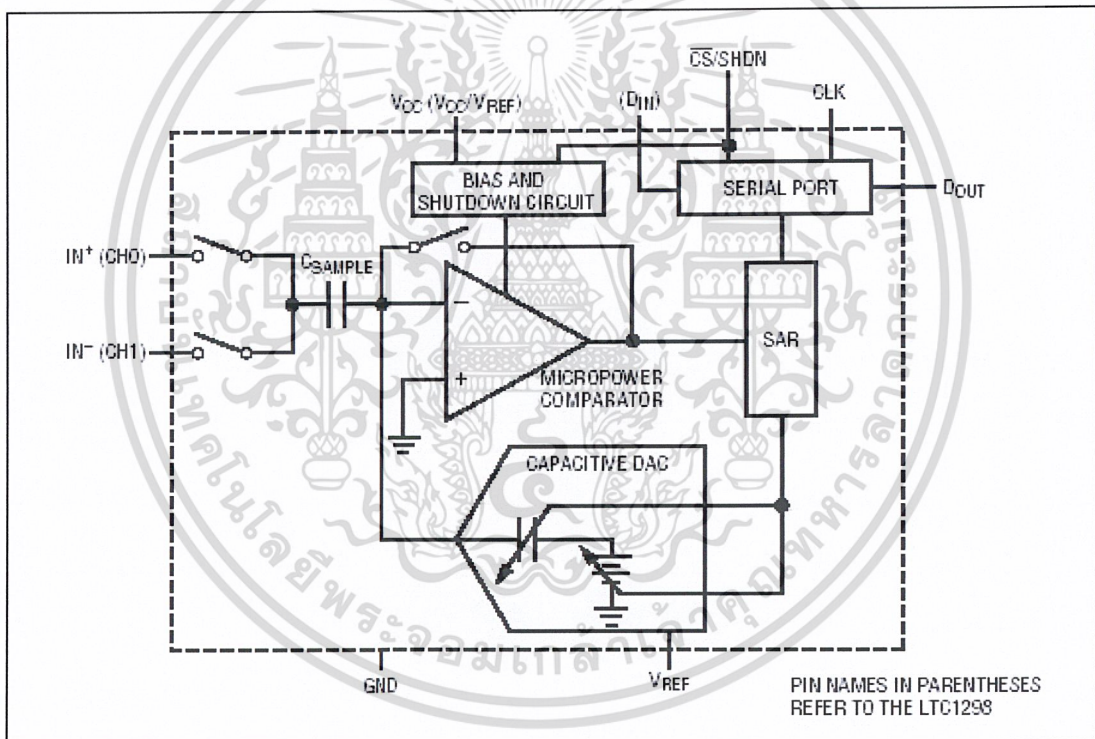 CS/SHDN
VCC (VCC/VREF)
(DIN)
CLK
BIAS AND
SHUTDOWN CIRCUIT
SERIAL PORT
DOUT
IN+ (CH0)
CSAMPLE
IN− (CH1)
−
+
SAR
MICROPOWER
COMPARATOR
CAPACITIVE DAC
GND
VREF
PIN NAMES IN PARENTHESES
REFER TO THE LTC1298